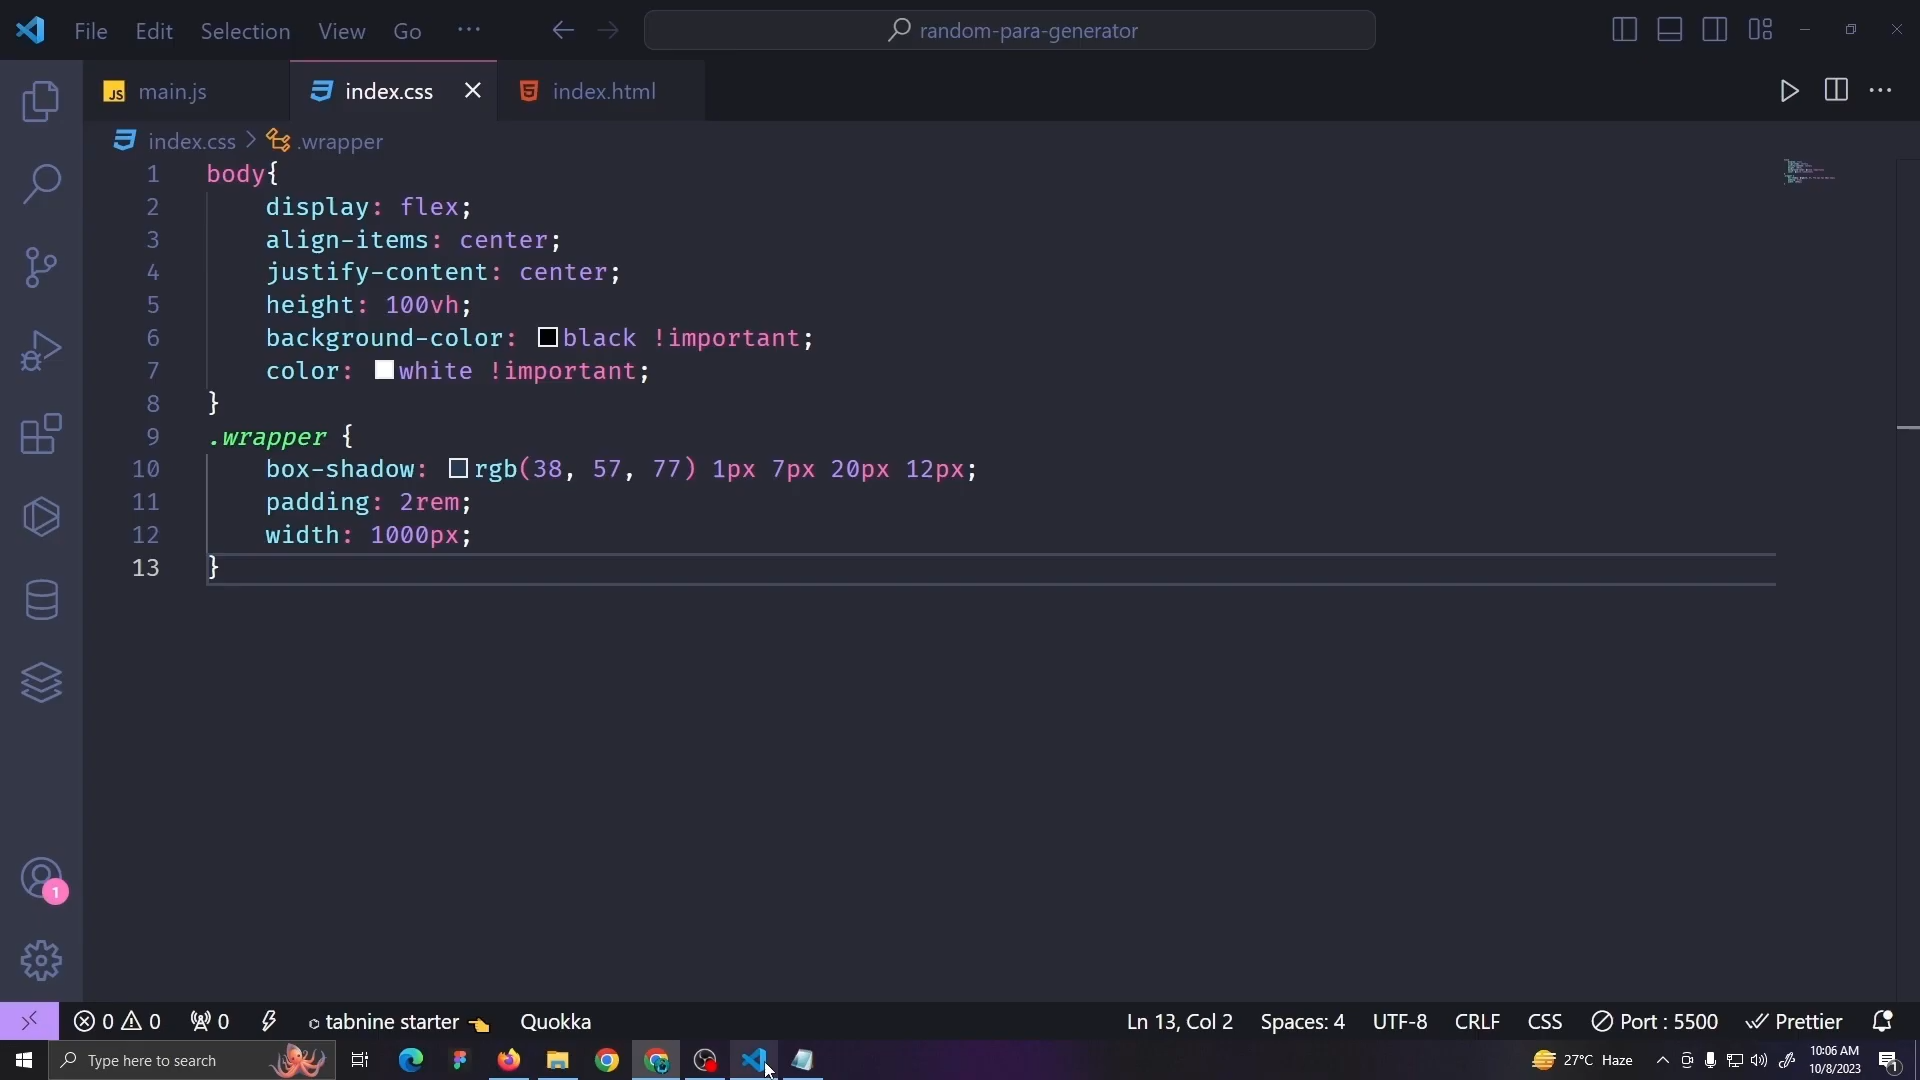 File Edit Selection View Go ···
random-para-generator
JS main.js
index.css
index.html
index.css > .wrapper
1 body{
2 display: flex;
3 align-items: center;
4 justify-content: center;
5 height: 100vh;
6 background-color: black !important;
7 color: white !important;
8 }
9 .wrapper {
10 box-shadow: rgb(38, 57, 77) 1px 7px 20px 12px;
11 padding: 2rem;
12 width: 1000px;
13 }
1
0 0 0 tabnine starter Quokka Ln 13, Col 2 Spaces: 4 UTF-8 CRLF CSS Port : 5500 Prettier
Type here to search
27°C Haze
10:06 AM
10/8/2023
1